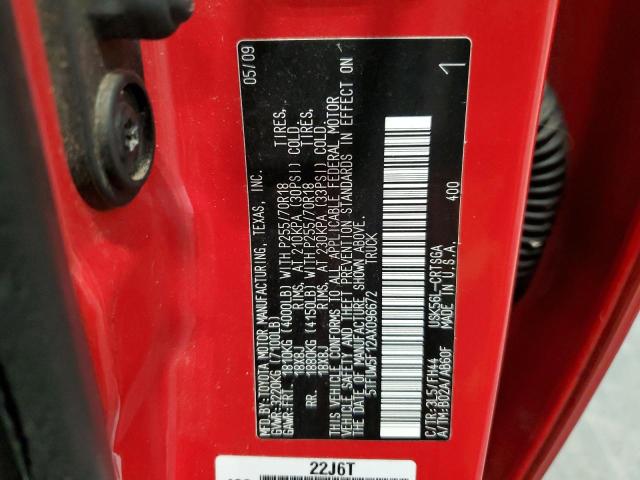 05/09
MFD. BY: TOYOTA MOTOR MANUFACTURING, TEXAS, INC.
GVWR: 3220KG (7100LB)
GAWR: FRT 1810KG (4000LB) WITH P255/70R18 TIRES,
18X8J RIMS, AT 210KPA (30PSI) COLD
RR. 1880KG (4150LB) WITH P255/70R18 TIRES,
18X8J RIMS, AT 230KPA (33PSI) COLD
THIS VEHICLE CONFORMS TO ALL APPLICABLE FEDERAL MOTOR
VEHICLE SAFETY AND THEFT PREVENTION STANDARDS IN EFFECT ON
THE DATE OF MANUFACTURE SHOWN ABOVE.
5TFDW5F12AX096672 TRUCK
1
400
C/TR:3L5/FH44 USK56L-CRTSGA
A/TM:B02A/AB60F MADE IN U.S.A.
22J6T